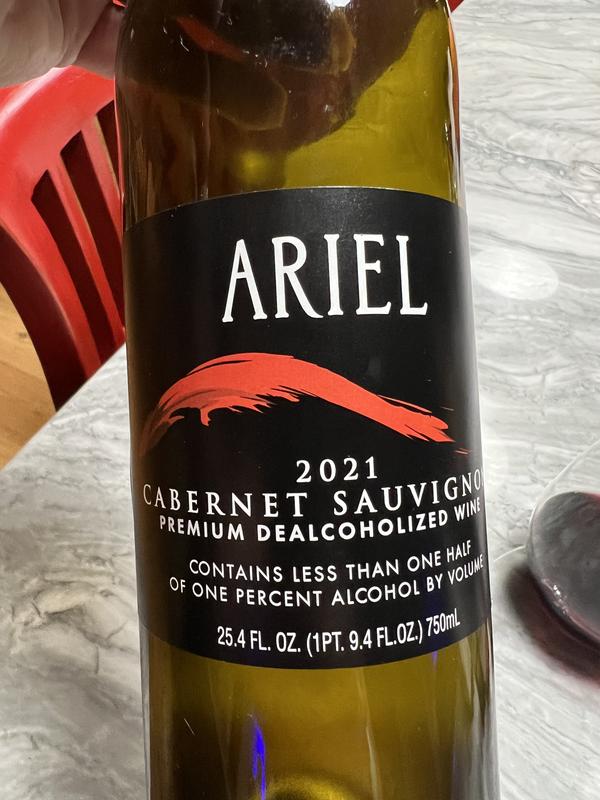 ARIEL
2021
CABERNET SAUVIGNO
PREMIUM DEALCOHOLIZED WINE
CONTAINS LESS THAN ONE HALF
OF ONE PERCENT ALCOHOL BY VOLUME
25.4 FL. OZ. (1PT. 9.4 FL.OZ.) 750mL